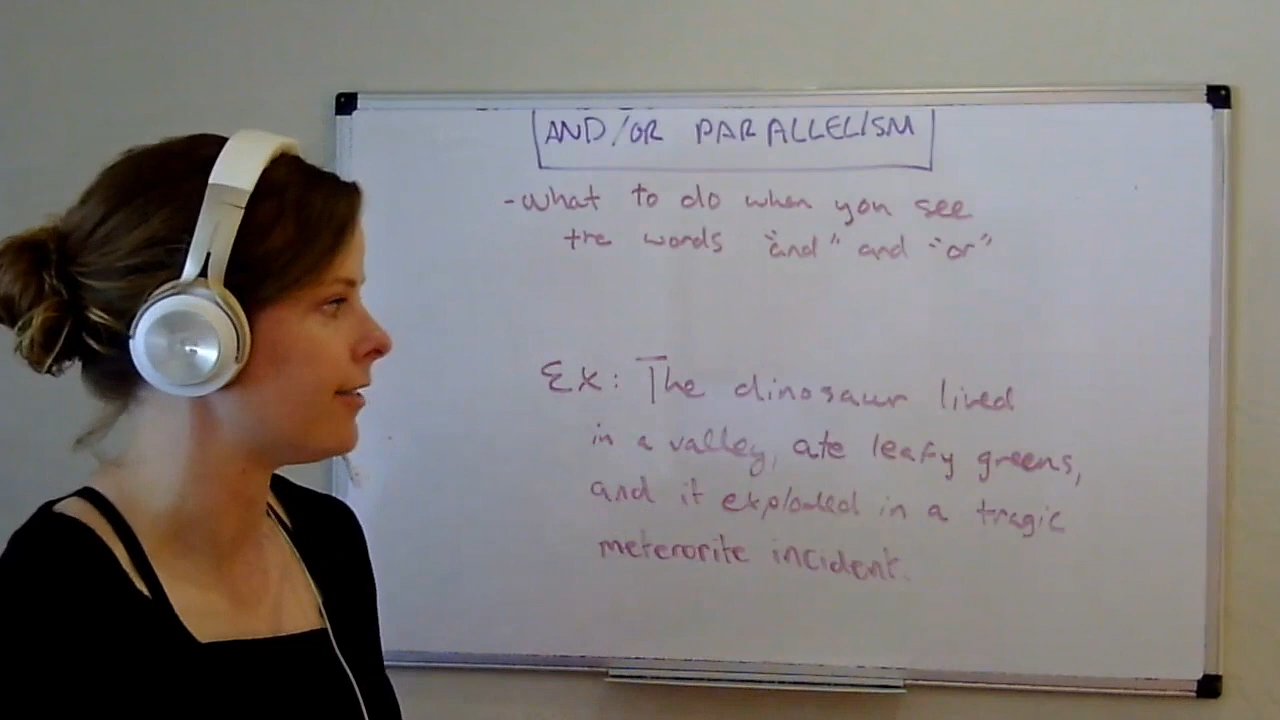 AND/OR PARALLELISM
-what to do when you see
the words "and" and "or"
Ex: The dinosaur lived
in a valley, ate leafy greens,
and it exploded in a tragic
meterorite incident.